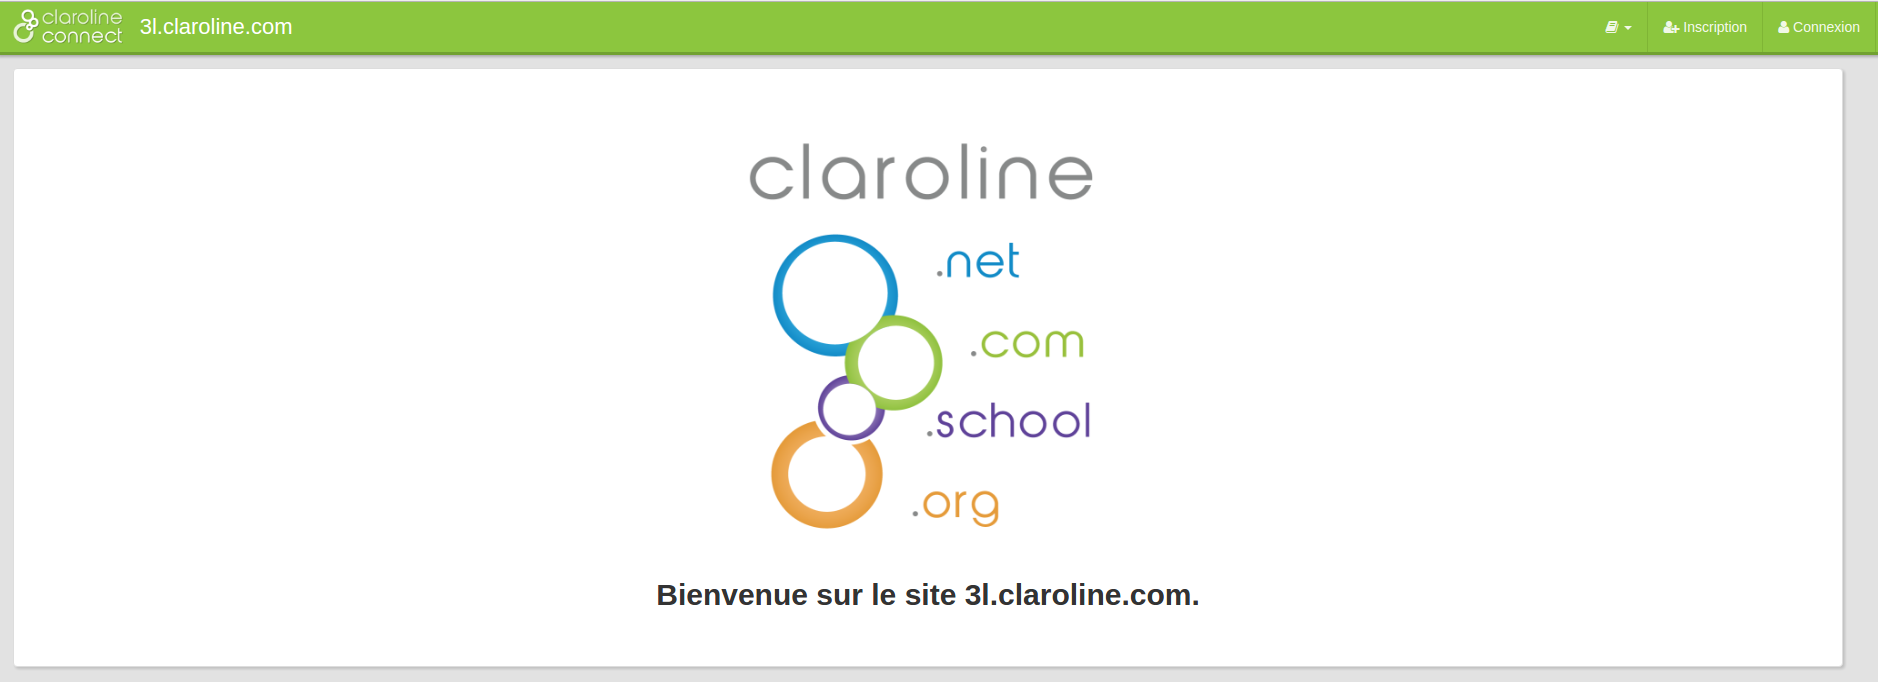 claroline
connect
3l.claroline.com
Inscription
Connexion
claroline
.net
.com
.school
.org
Bienvenue sur le site 3l.claroline.com.